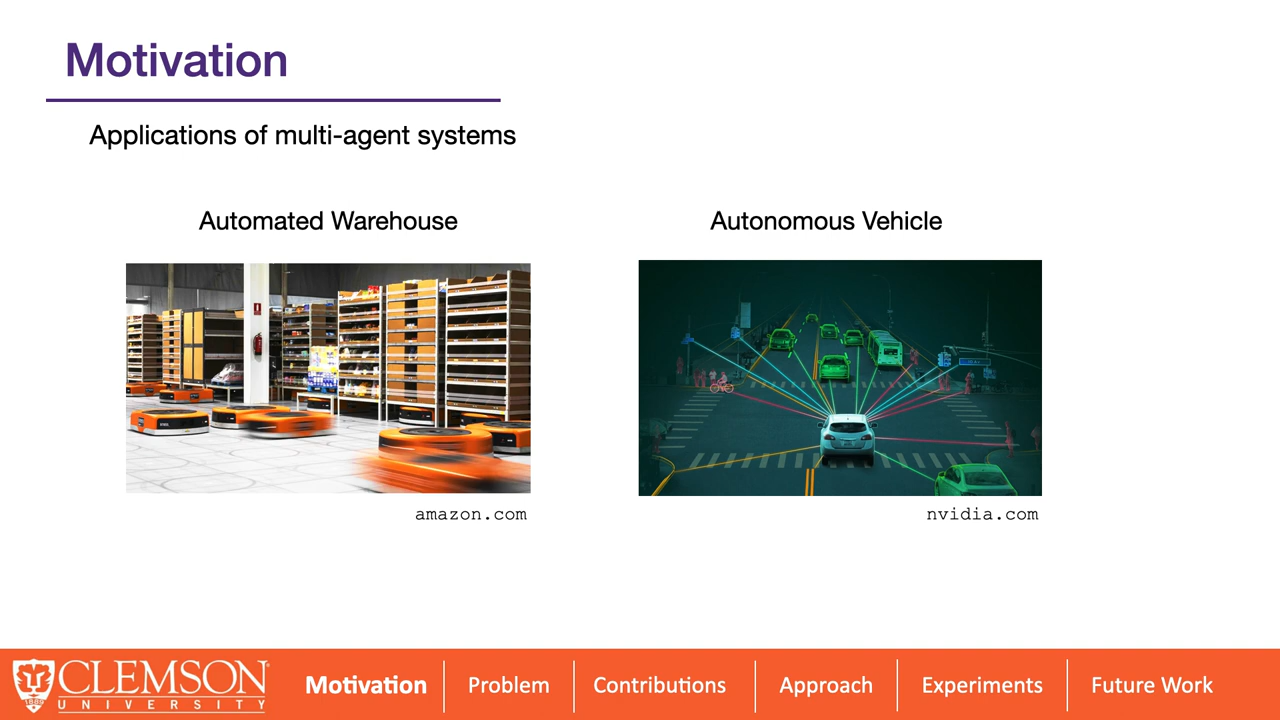 Motivation
Applications of multi-agent systems
Automated Warehouse
Autonomous Vehicle
amazon.com
nvidia.com
CLEMSON
UNIVERSITY
Motivation
Problem
Contributions
Approach
Experiments
Future Work